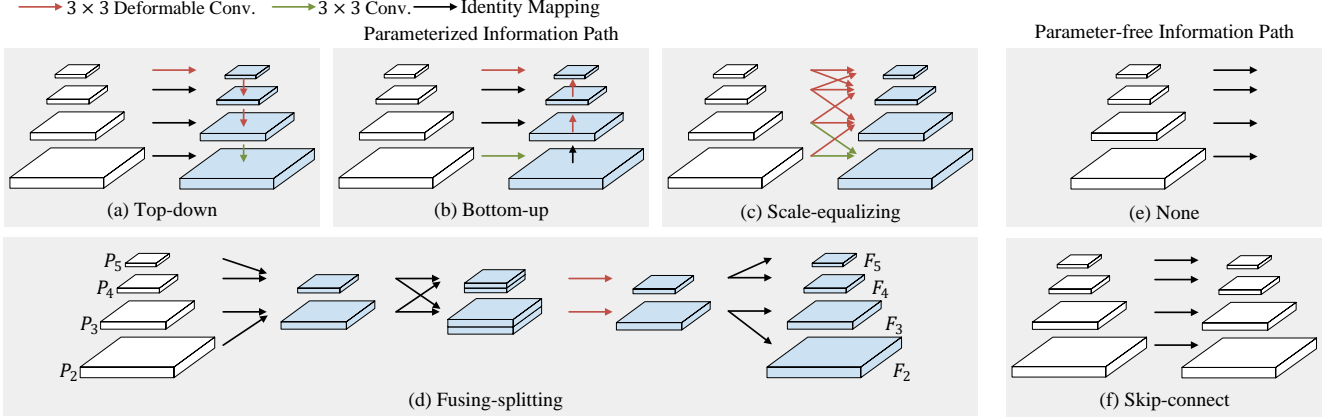 3 × 3 Deformable Conv. 3 × 3 Conv. Identity Mapping
Parameterized Information Path
Parameter-free Information Path
(a) Top-down
(b) Bottom-up
(c) Scale-equalizing
(e) None
P5
P4
P3
P2
F5
F4
F3
F2
(d) Fusing-splitting
(f) Skip-connect